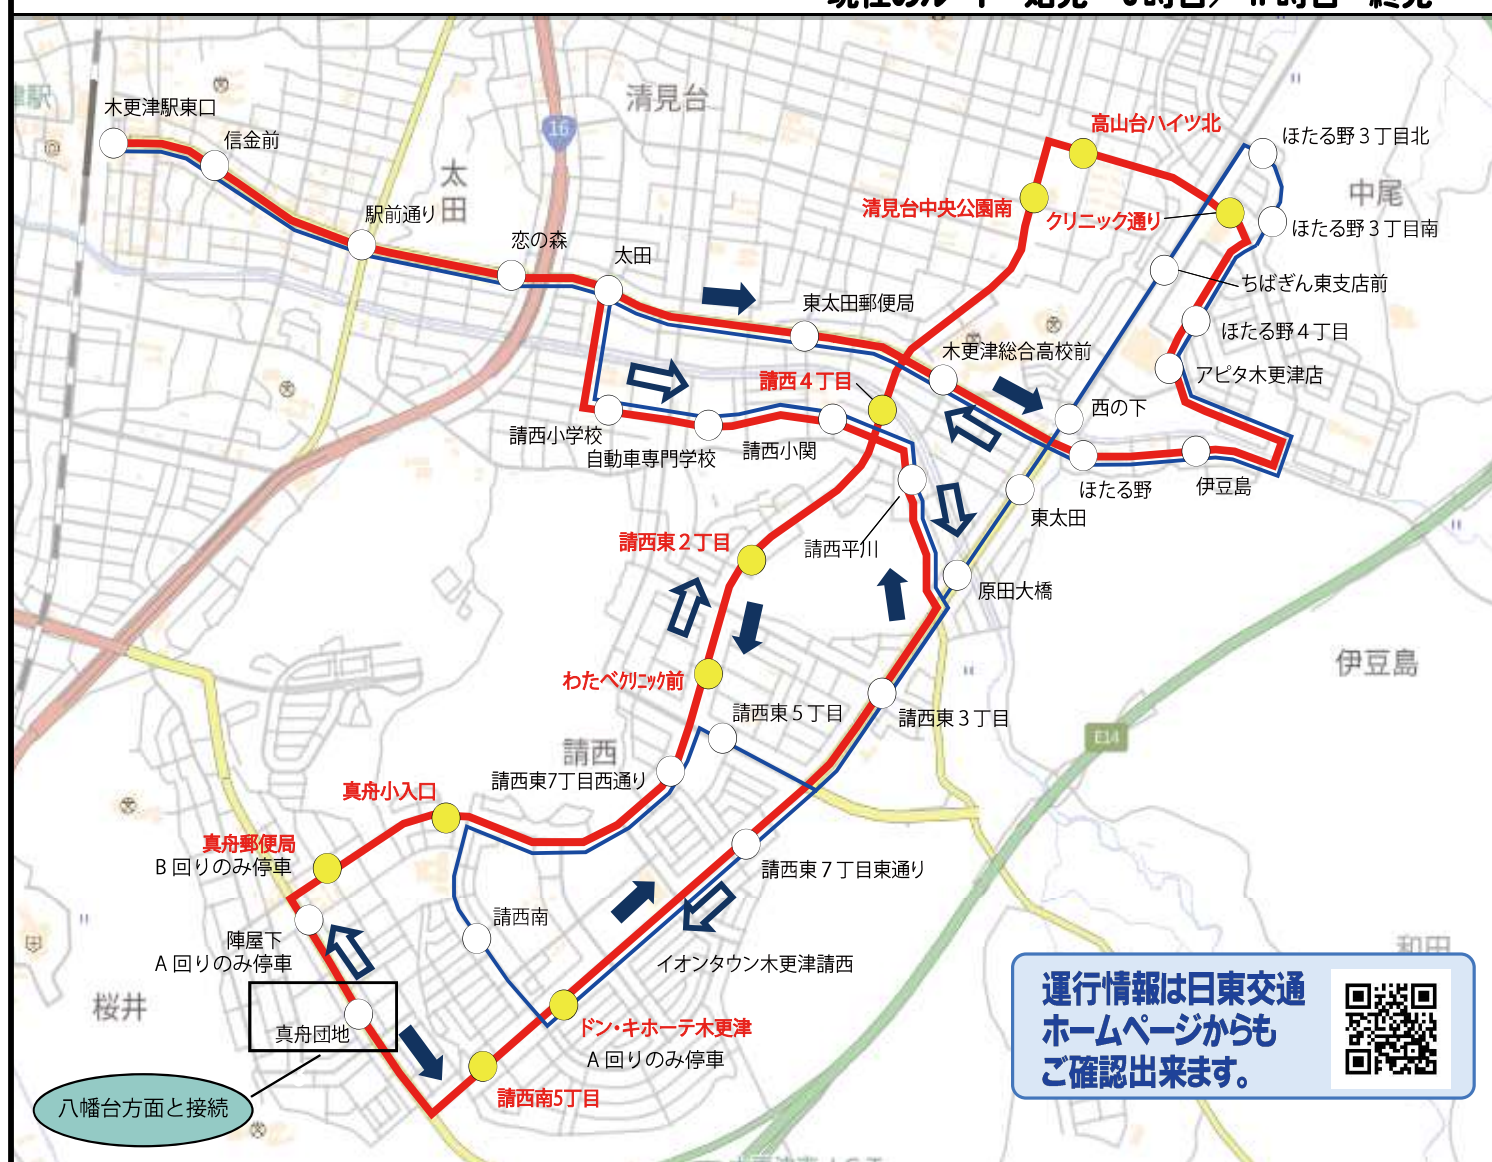 木更津駅東口
信金前
清見台
16
太
田
駅前通り
恋の森
太田
高山台ハイツ北
ほたる野３丁目北
中尾
清見台中央公園南
クリニック通り
ほたる野３丁目南
ちばぎん東支店前
東太田郵便局
ほたる野４丁目
木更津総合高校前
アピタ木更津店
請西４丁目
西の下
請西小学校
自動車専門学校
請西小関
ほたる野
伊豆島
東太田
請西東２丁目
請西平川
原田大橋
伊豆島
わたべクリニック前
請西東５丁目
請西東３丁目
E14
請西
請西東7丁目西通り
真舟小入口
真舟郵便局
B 回りのみ停車
請西東７丁目東通り
請西南
陣屋下
A 回りのみ停車
イオンタウン木更津請西
和田
桜井
真舟団地
ドン・キホーテ木更津
A 回りのみ停車
請西南5丁目
八幡台方面と接続
運行情報は日東交通
ホームページからも
ご確認出来ます。